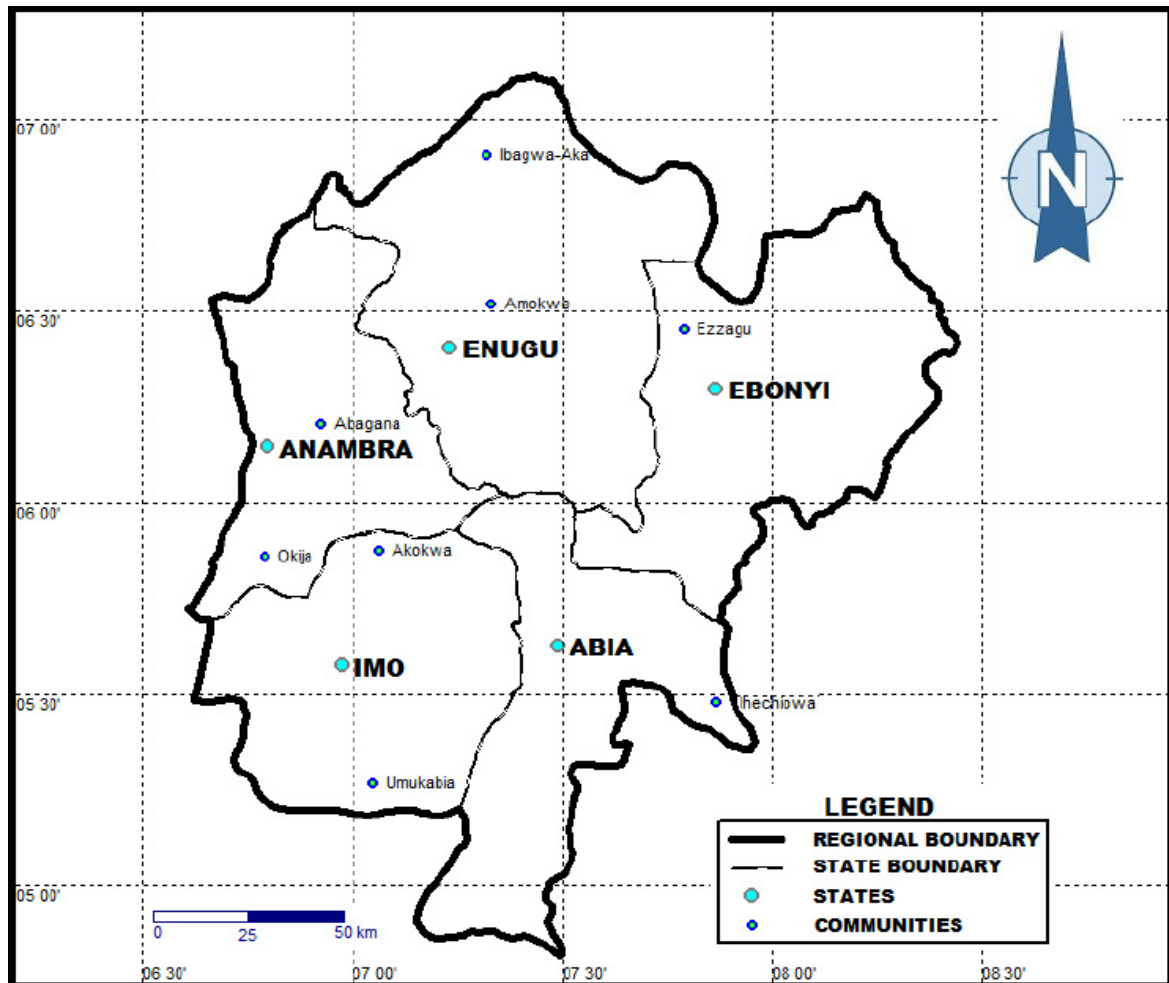 N
07 00'
Ibagwa-Aka
06 30'
Amokwe
Ezzagu
ENUGU
EBONYI
Abagana
ANAMBRA
06 00'
Okija
Akokwa
ABIA
IMO
05 30'
Ihechiowa
Umukabia
LEGEND
REGIONAL BOUNDARY
STATE BOUNDARY
STATES
COMMUNITIES
05 00'
0 25 50 km
06 30' 07 00' 07 30' 08 00' 08 30'